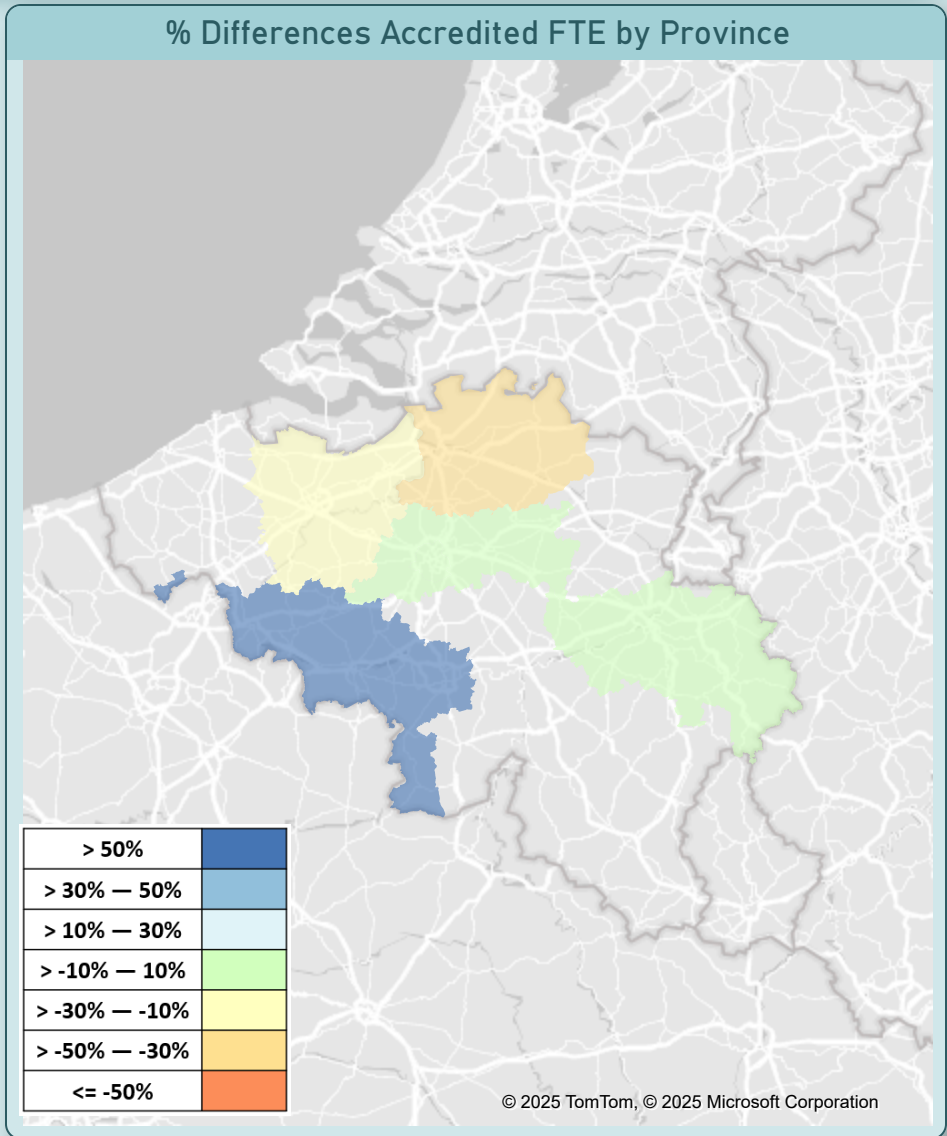 % Differences Accredited FTE by Province
> 50%
> 30% — 50%
> 10% — 30%
> -10% — 10%
> -30% — -10%
> -50% — -30%
<= -50%
© 2025 TomTom, © 2025 Microsoft Corporation